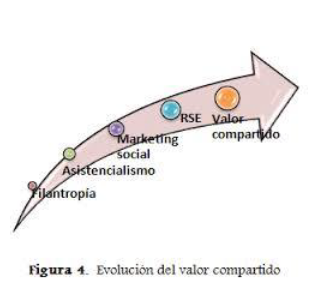 RSE
Valor
compartido
Marketing
social
Asistencialismo
Filantropía
Figura 4. Evolución del valor compartido